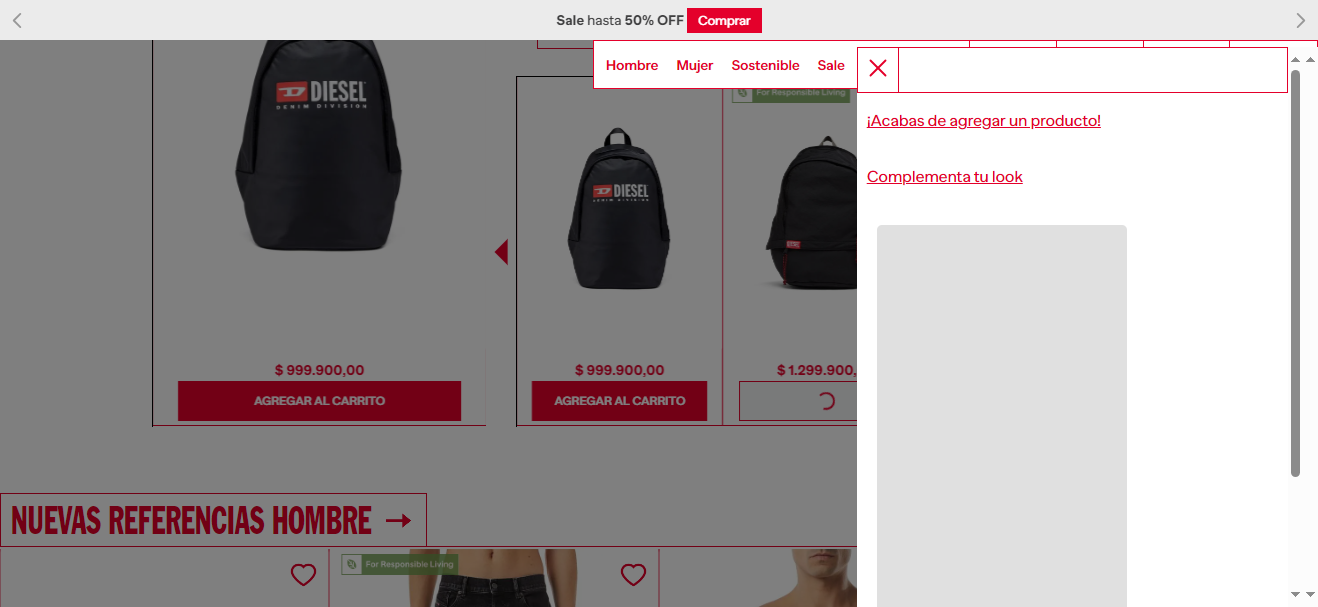 Sale hasta 50% OFF Comprar
Hombre Mujer Sostenible Sale
¡Acabas de agregar un producto!
Complementa tu look
DIESEL
DENIM DIVISION
For Responsible Living
DIESEL
DENIM DIVISION
DIESEL
$ 999.900,00
AGREGAR AL CARRITO
$ 999.900,00
AGREGAR AL CARRITO
$ 1.299.900,
NUEVAS REFERENCIAS HOMBRE
For Responsible Living